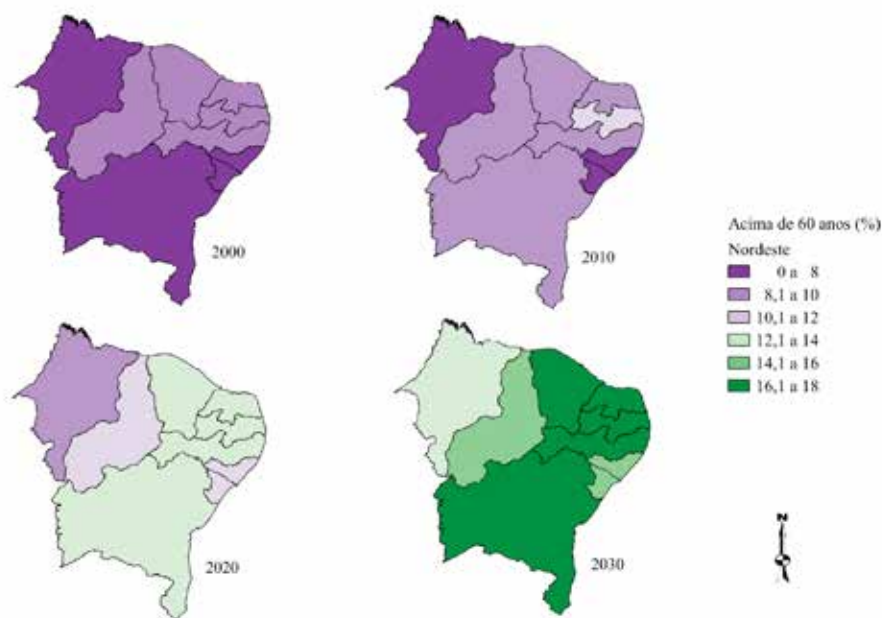 2000
2010
Acima de 60 anos (%)
Nordeste
0 a 8
8,1 a 10
10,1 a 12
12,1 a 14
14,1 a 16
16,1 a 18
2020
2030
N